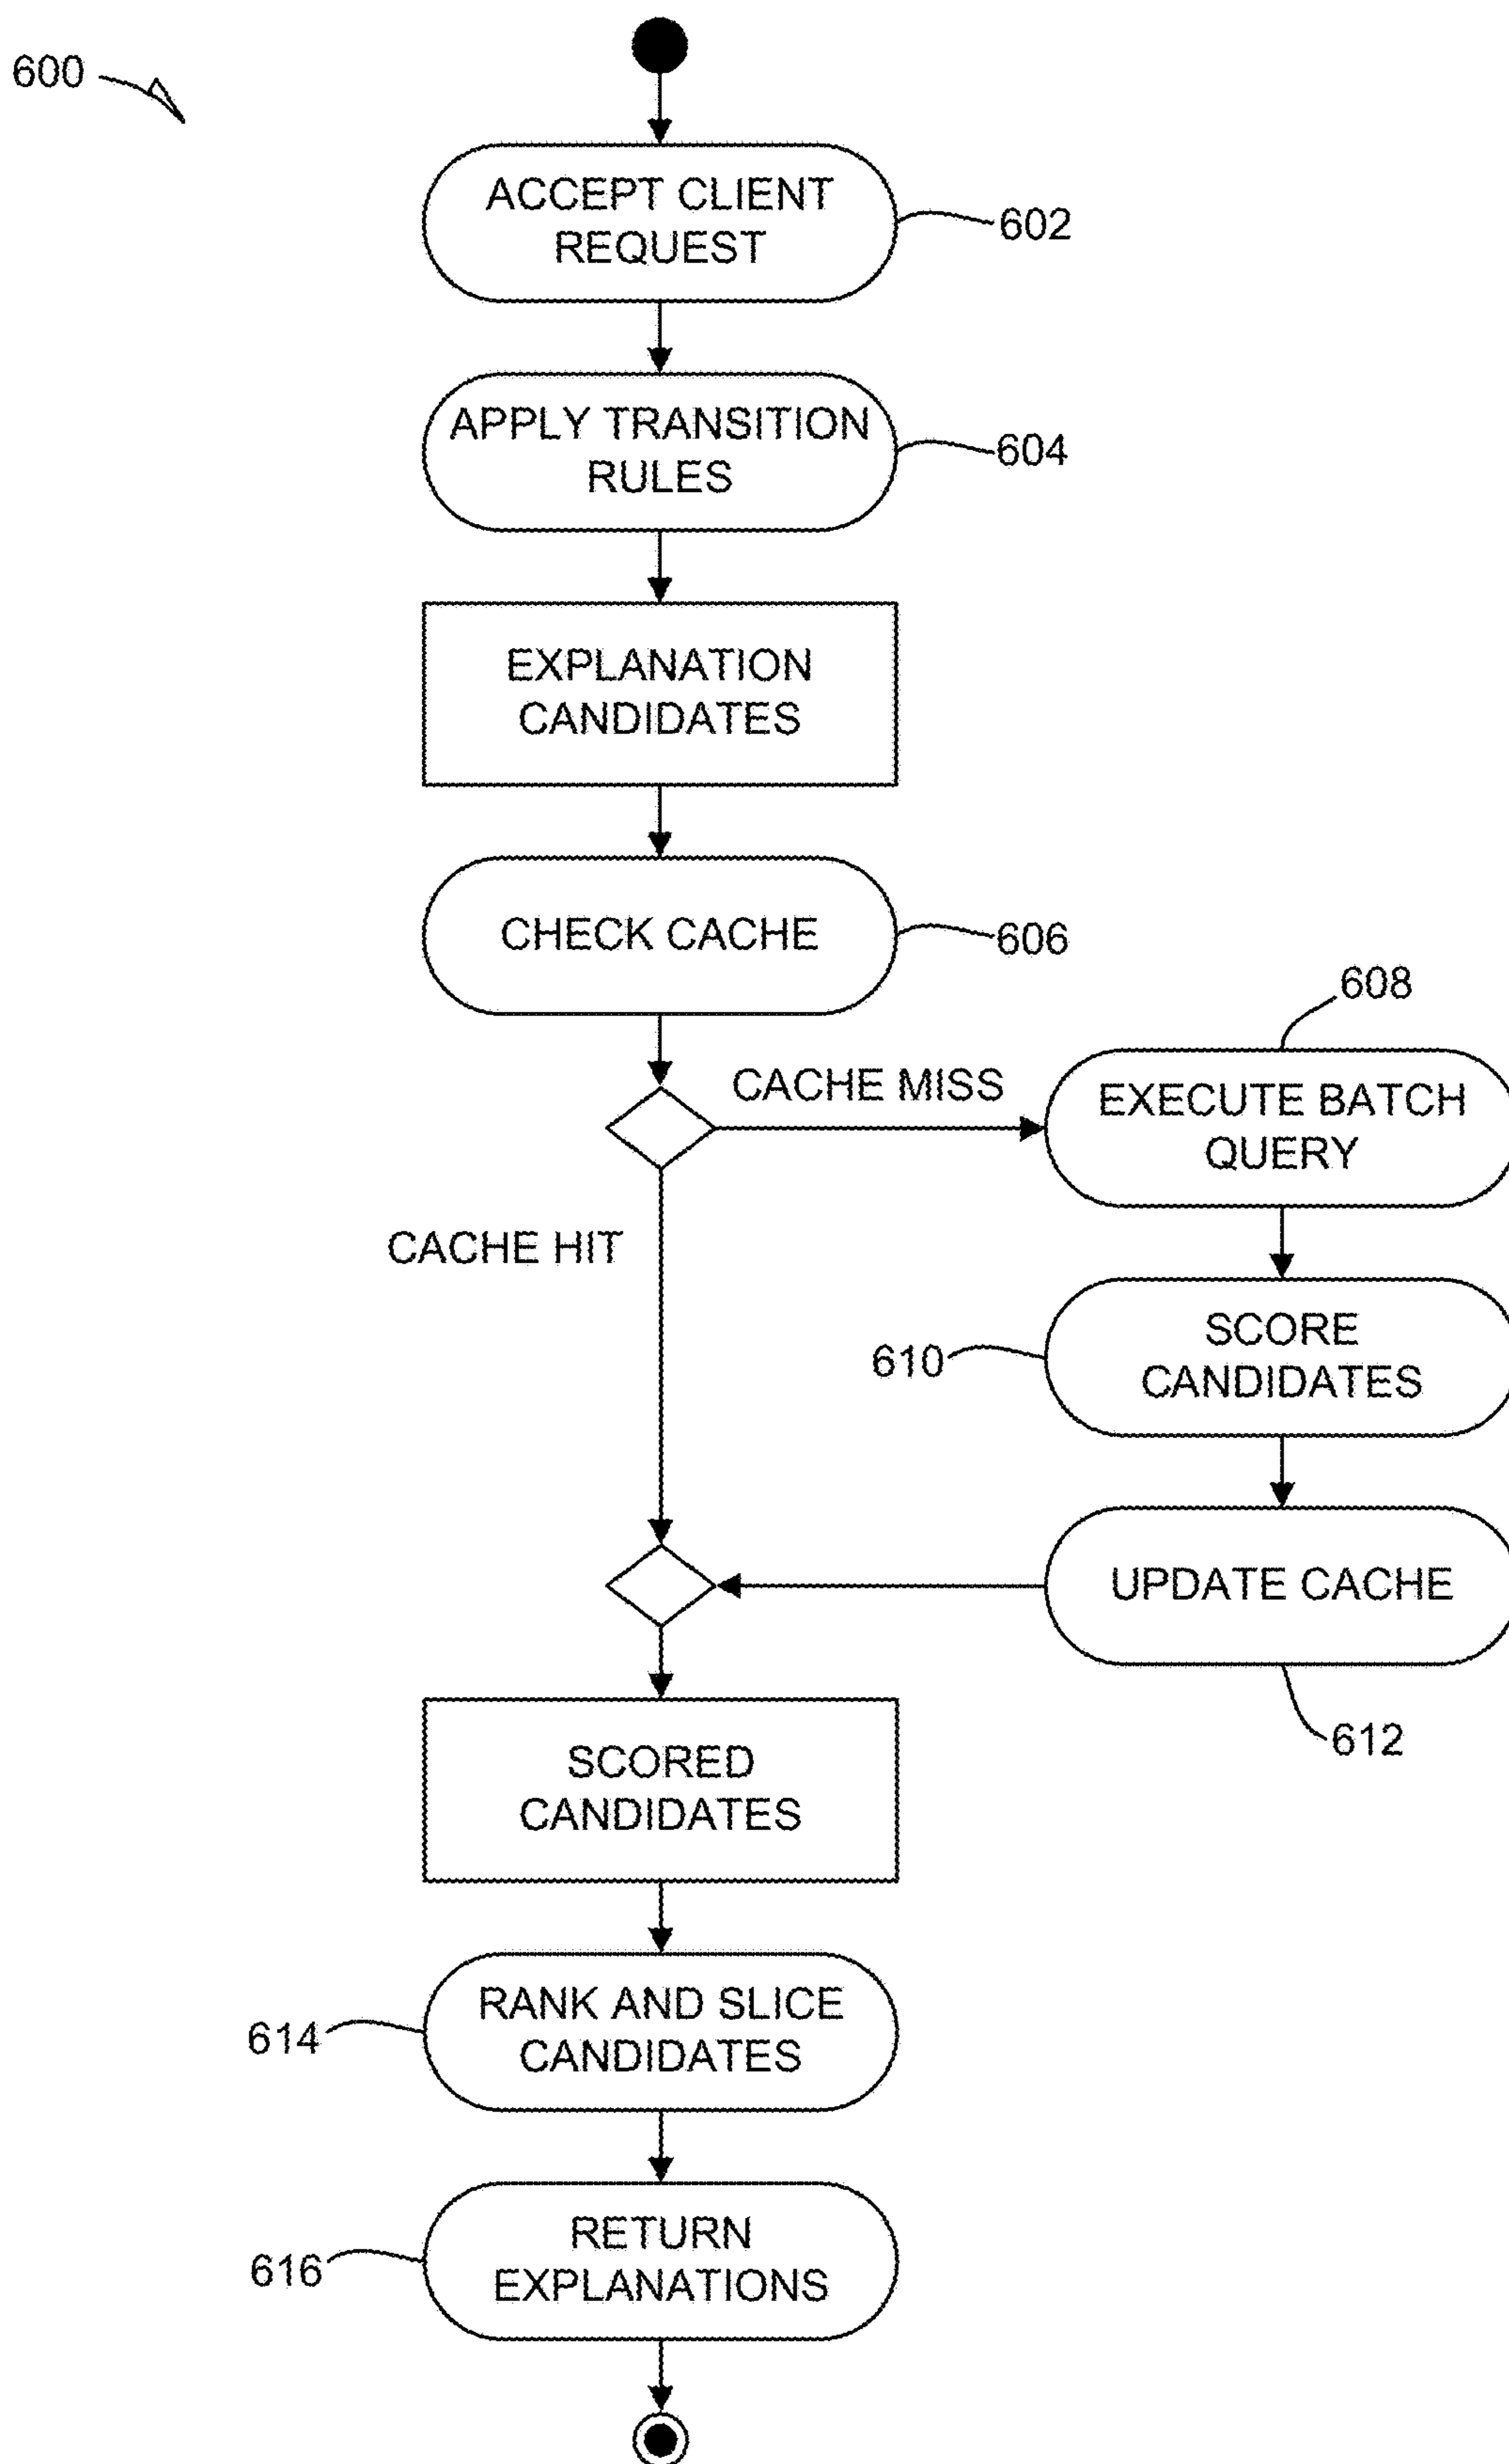 600
ACCEPT CLIENT
REQUEST
602
APPLY TRANSITION
RULES
604
EXPLANATION
CANDIDATES
CHECK CACHE
606
608
CACHE MISS
EXECUTE BATCH
QUERY
CACHE HIT
SCORE
CANDIDATES
610
UPDATE CACHE
612
SCORED
CANDIDATES
RANK AND SLICE
CANDIDATES
614
RETURN
EXPLANATIONS
616